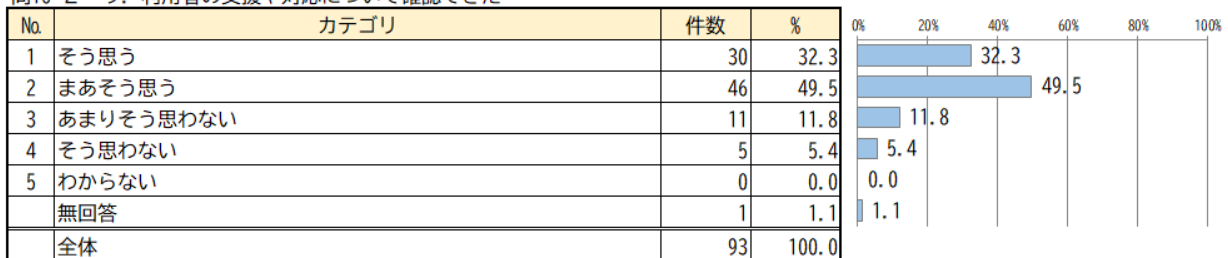 No. カテゴリ 件数 %
1 そう思う 30 32.3
2 まあそう思う 46 49.5
3 あまりそう思わない 11 11.8
4 そう思わない 5 5.4
5 わからない 0 0.0
無回答 1 1.1
全体 93 100.0
0% 20% 40% 60% 80% 100%
32.3
49.5
11.8
5.4
0.0
1.1